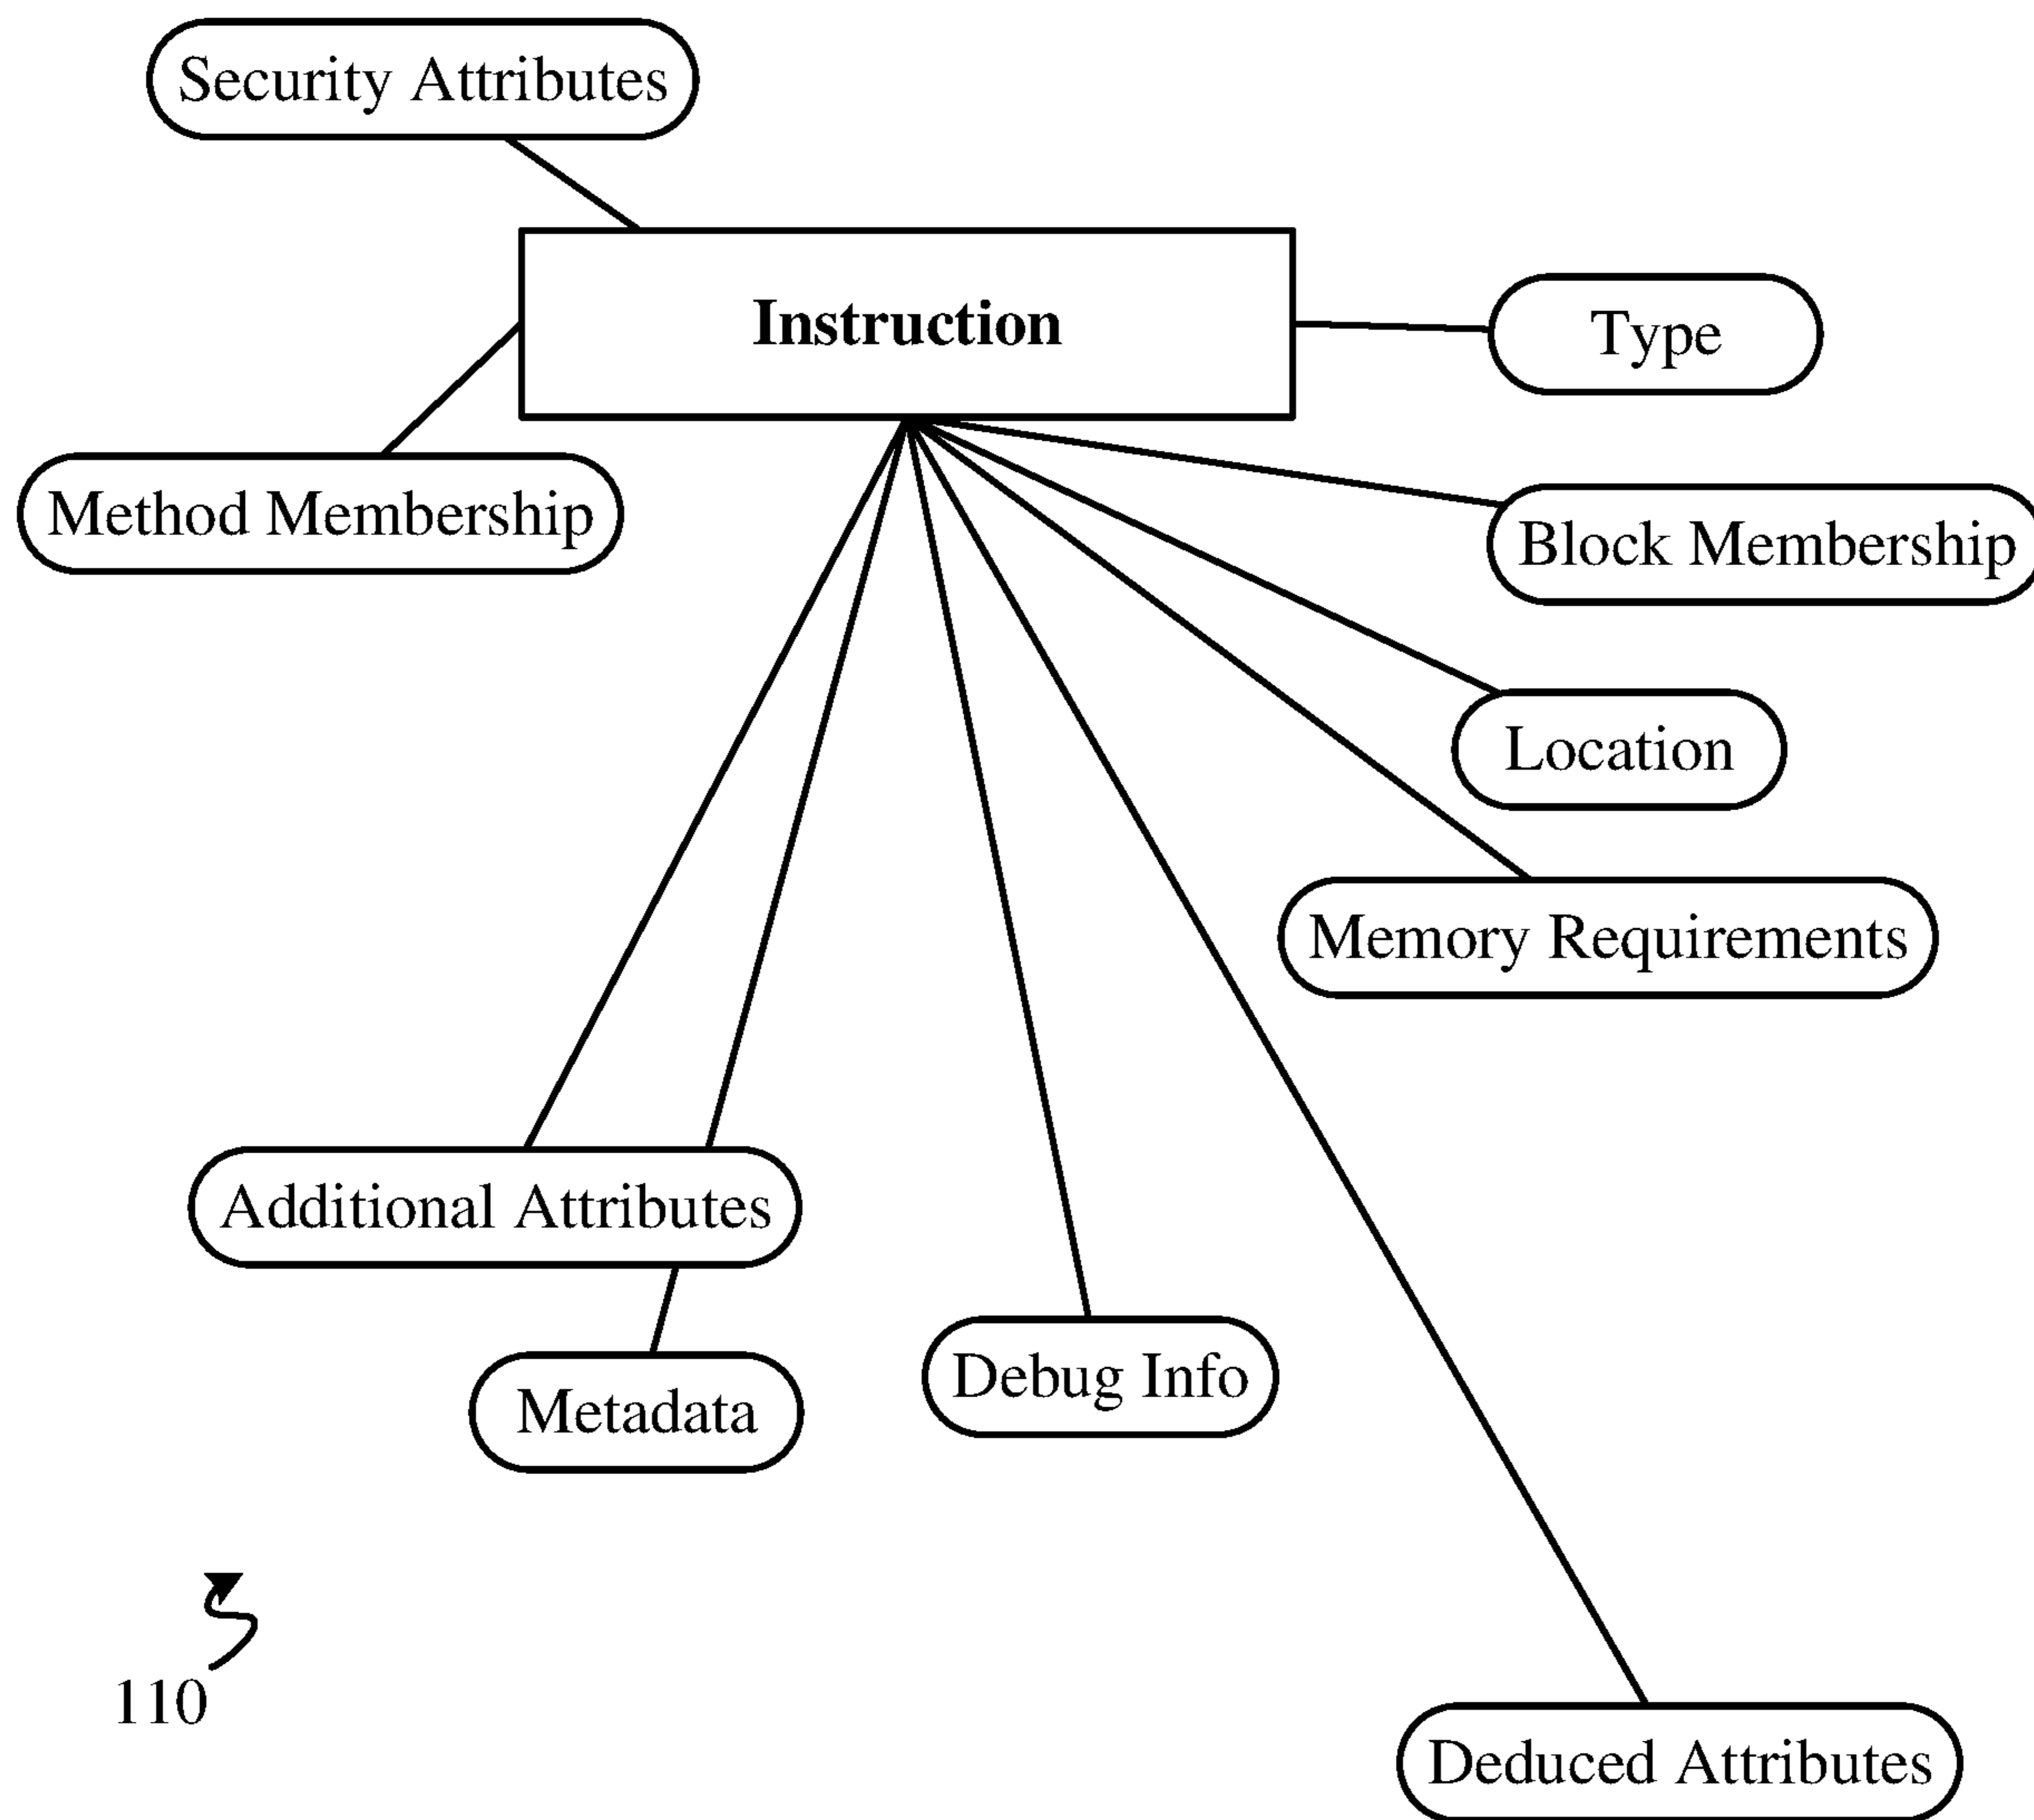 Security Attributes
Instruction
Type
Method Membership
Block Membership
Location
Memory Requirements
Additional Attributes
Debug Info
Metadata
110
Deduced Attributes